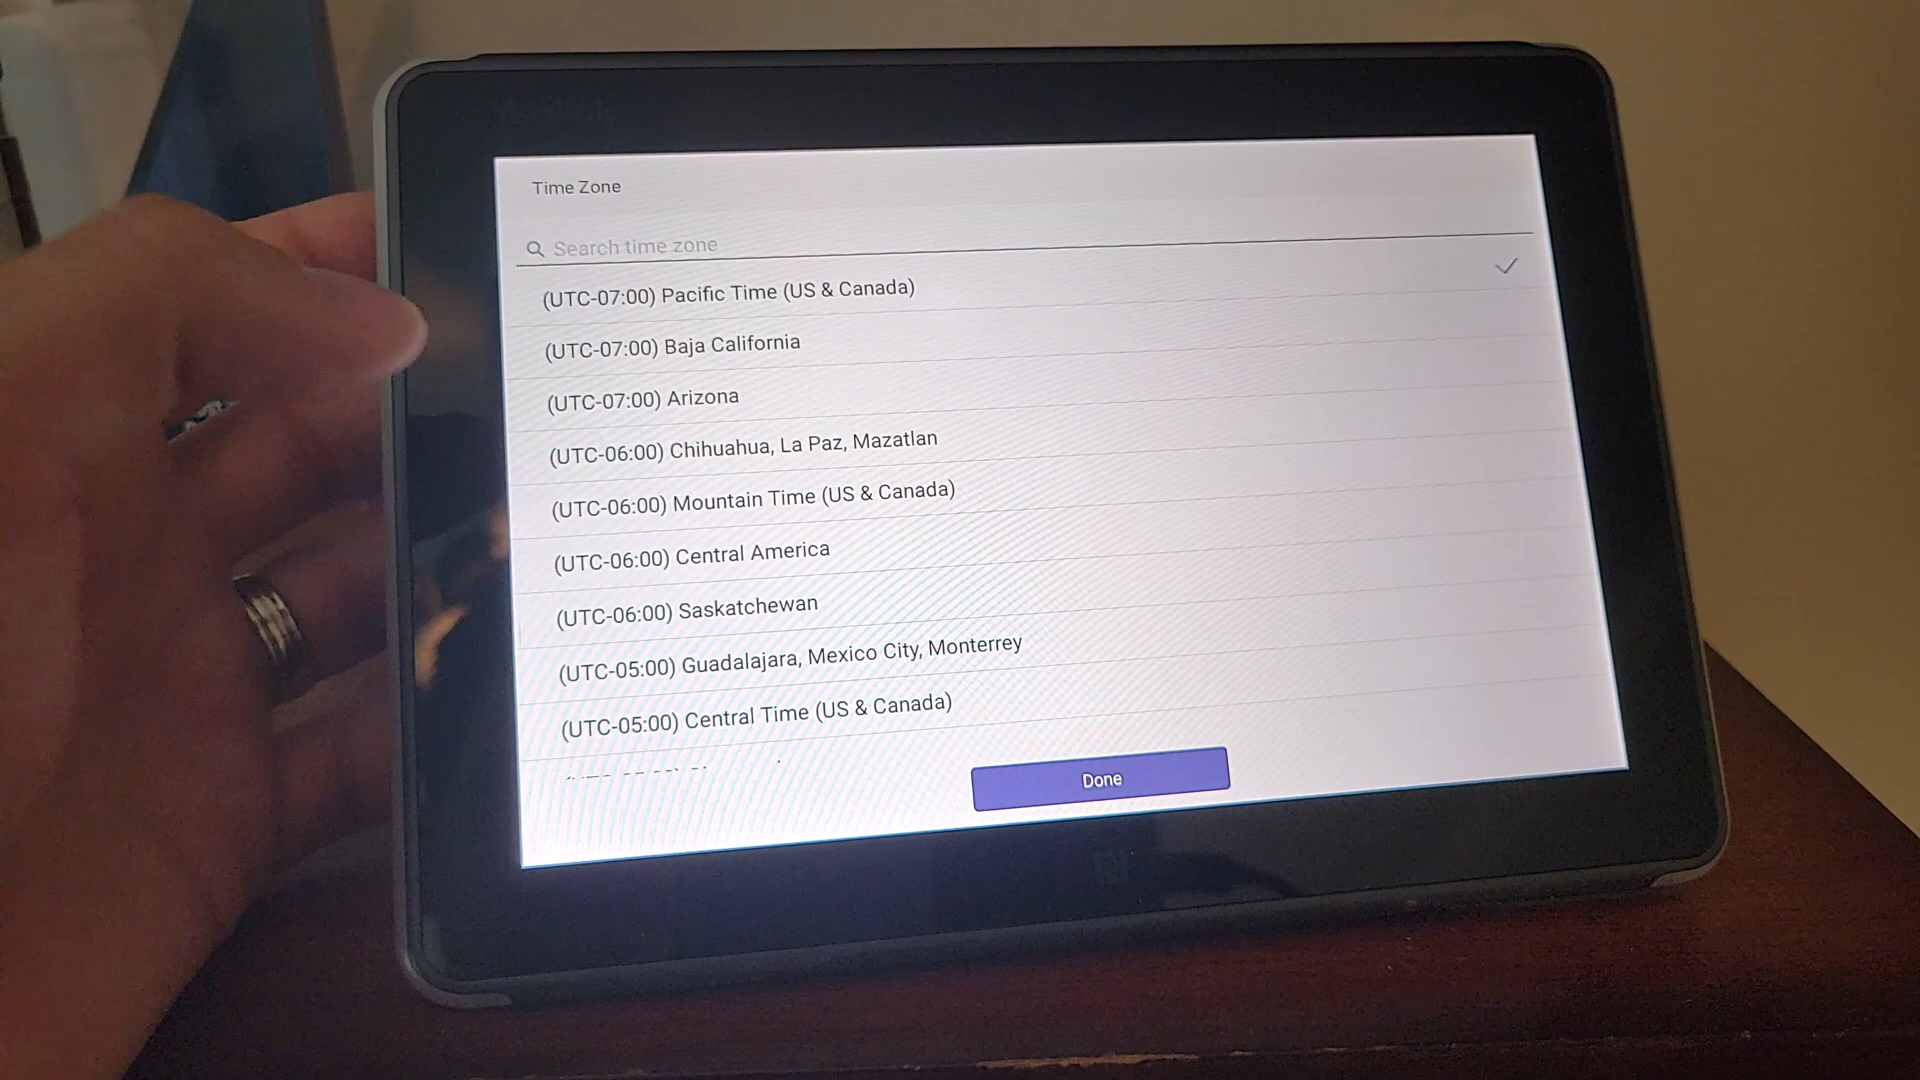 Yealink
Time Zone
Search time zone
(UTC-07:00) Pacific Time (US & Canada)
(UTC-07:00) Baja California
(UTC-07:00) Arizona
(UTC-06:00) Chihuahua, La Paz, Mazatlan
(UTC-06:00) Mountain Time (US & Canada)
(UTC-06:00) Central America
(UTC-06:00) Saskatchewan
(UTC-05:00) Guadalajara, Mexico City, Monterrey
(UTC-05:00) Central Time (US & Canada)
Done